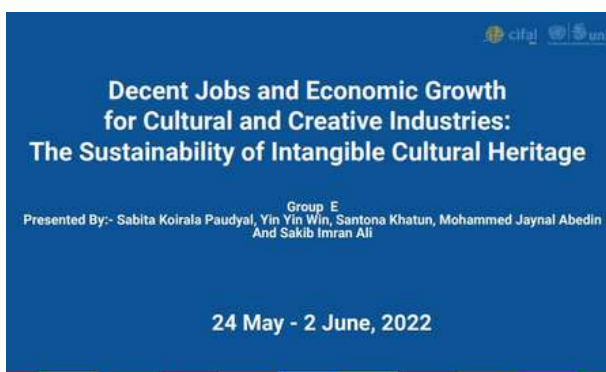 cifal un
Decent Jobs and Economic Growth
for Cultural and Creative Industries:
The Sustainability of Intangible Cultural Heritage
Group E
Presented By:- Sabita Koirala Paudyal, Yin Yin Win, Santona Khatun, Mohammed Jaynal Abedin
And Sakib Imran Ali
24 May - 2 June, 2022